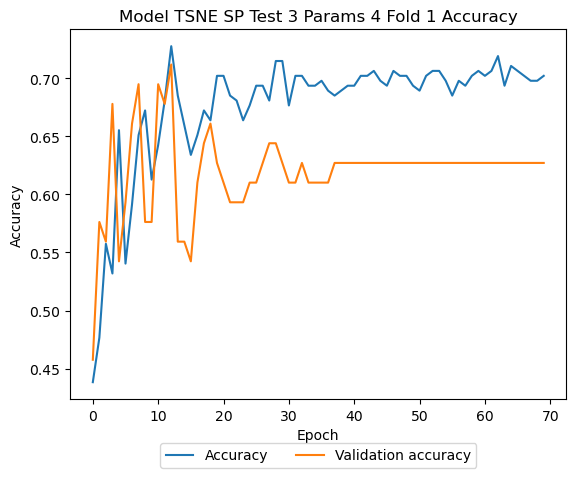 Model TSNE SP Test 3 Params 4 Fold 1 Accuracy
0.70
0.65
0.60
0.55
0.50
0.45
Accuracy
0 10 20 30 40 50 60 70
Epoch
Accuracy Validation accuracy